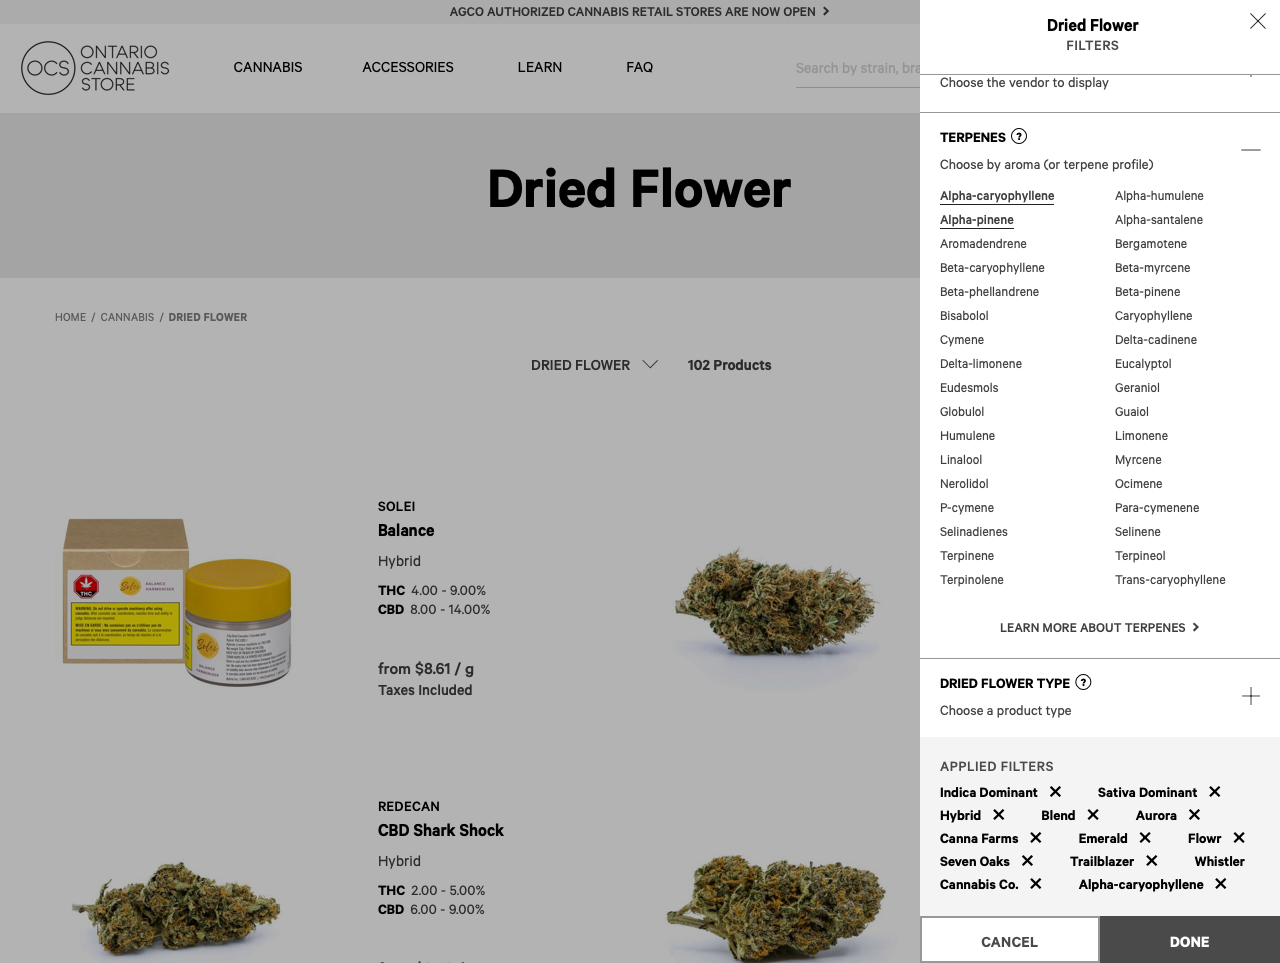 AGCO AUTHORIZED CANNABIS RETAIL STORES ARE NOW OPEN
OCS ONTARIO CANNABIS STORE
CANNABIS ACCESSORIES LEARN FAQ
Search by strain, bra
Dried Flower
HOME / CANNABIS / DRIED FLOWER
DRIED FLOWER 102 Products
SOLEI
Balance
Hybrid
THC 4.00 - 9.00%
CBD 8.00 - 14.00%
from $8.61 / g
Taxes Included
THC
Solei
BALANCE
Solei
BALANCE
REDECAN
CBD Shark Shock
Hybrid
THC 2.00 - 5.00%
CBD 6.00 - 9.00%
Dried Flower
FILTERS
Choose the vendor to display
TERPENES ?
Choose by aroma (or terpene profile)
Alpha-caryophyllene Alpha-humulene
Alpha-pinene Alpha-santalene
Aromadendrene Bergamotene
Beta-caryophyllene Beta-myrcene
Beta-phellandrene Beta-pinene
Bisabolol Caryophyllene
Cymene Delta-cadinene
Delta-limonene Eucalyptol
Eudesmols Geraniol
Globulol Guaiol
Humulene Limonene
Linalool Myrcene
Nerolidol Ocimene
P-cymene Para-cymenene
Selinadienes Selinene
Terpinene Terpineol
Terpinolene Trans-caryophyllene
LEARN MORE ABOUT TERPENES
DRIED FLOWER TYPE ?
Choose a product type
APPLIED FILTERS
Indica Dominant Sativa Dominant
Hybrid Blend Aurora
Canna Farms Emerald Flowr
Seven Oaks Trailblazer Whistler
Cannabis Co. Alpha-caryophyllene
CANCEL DONE